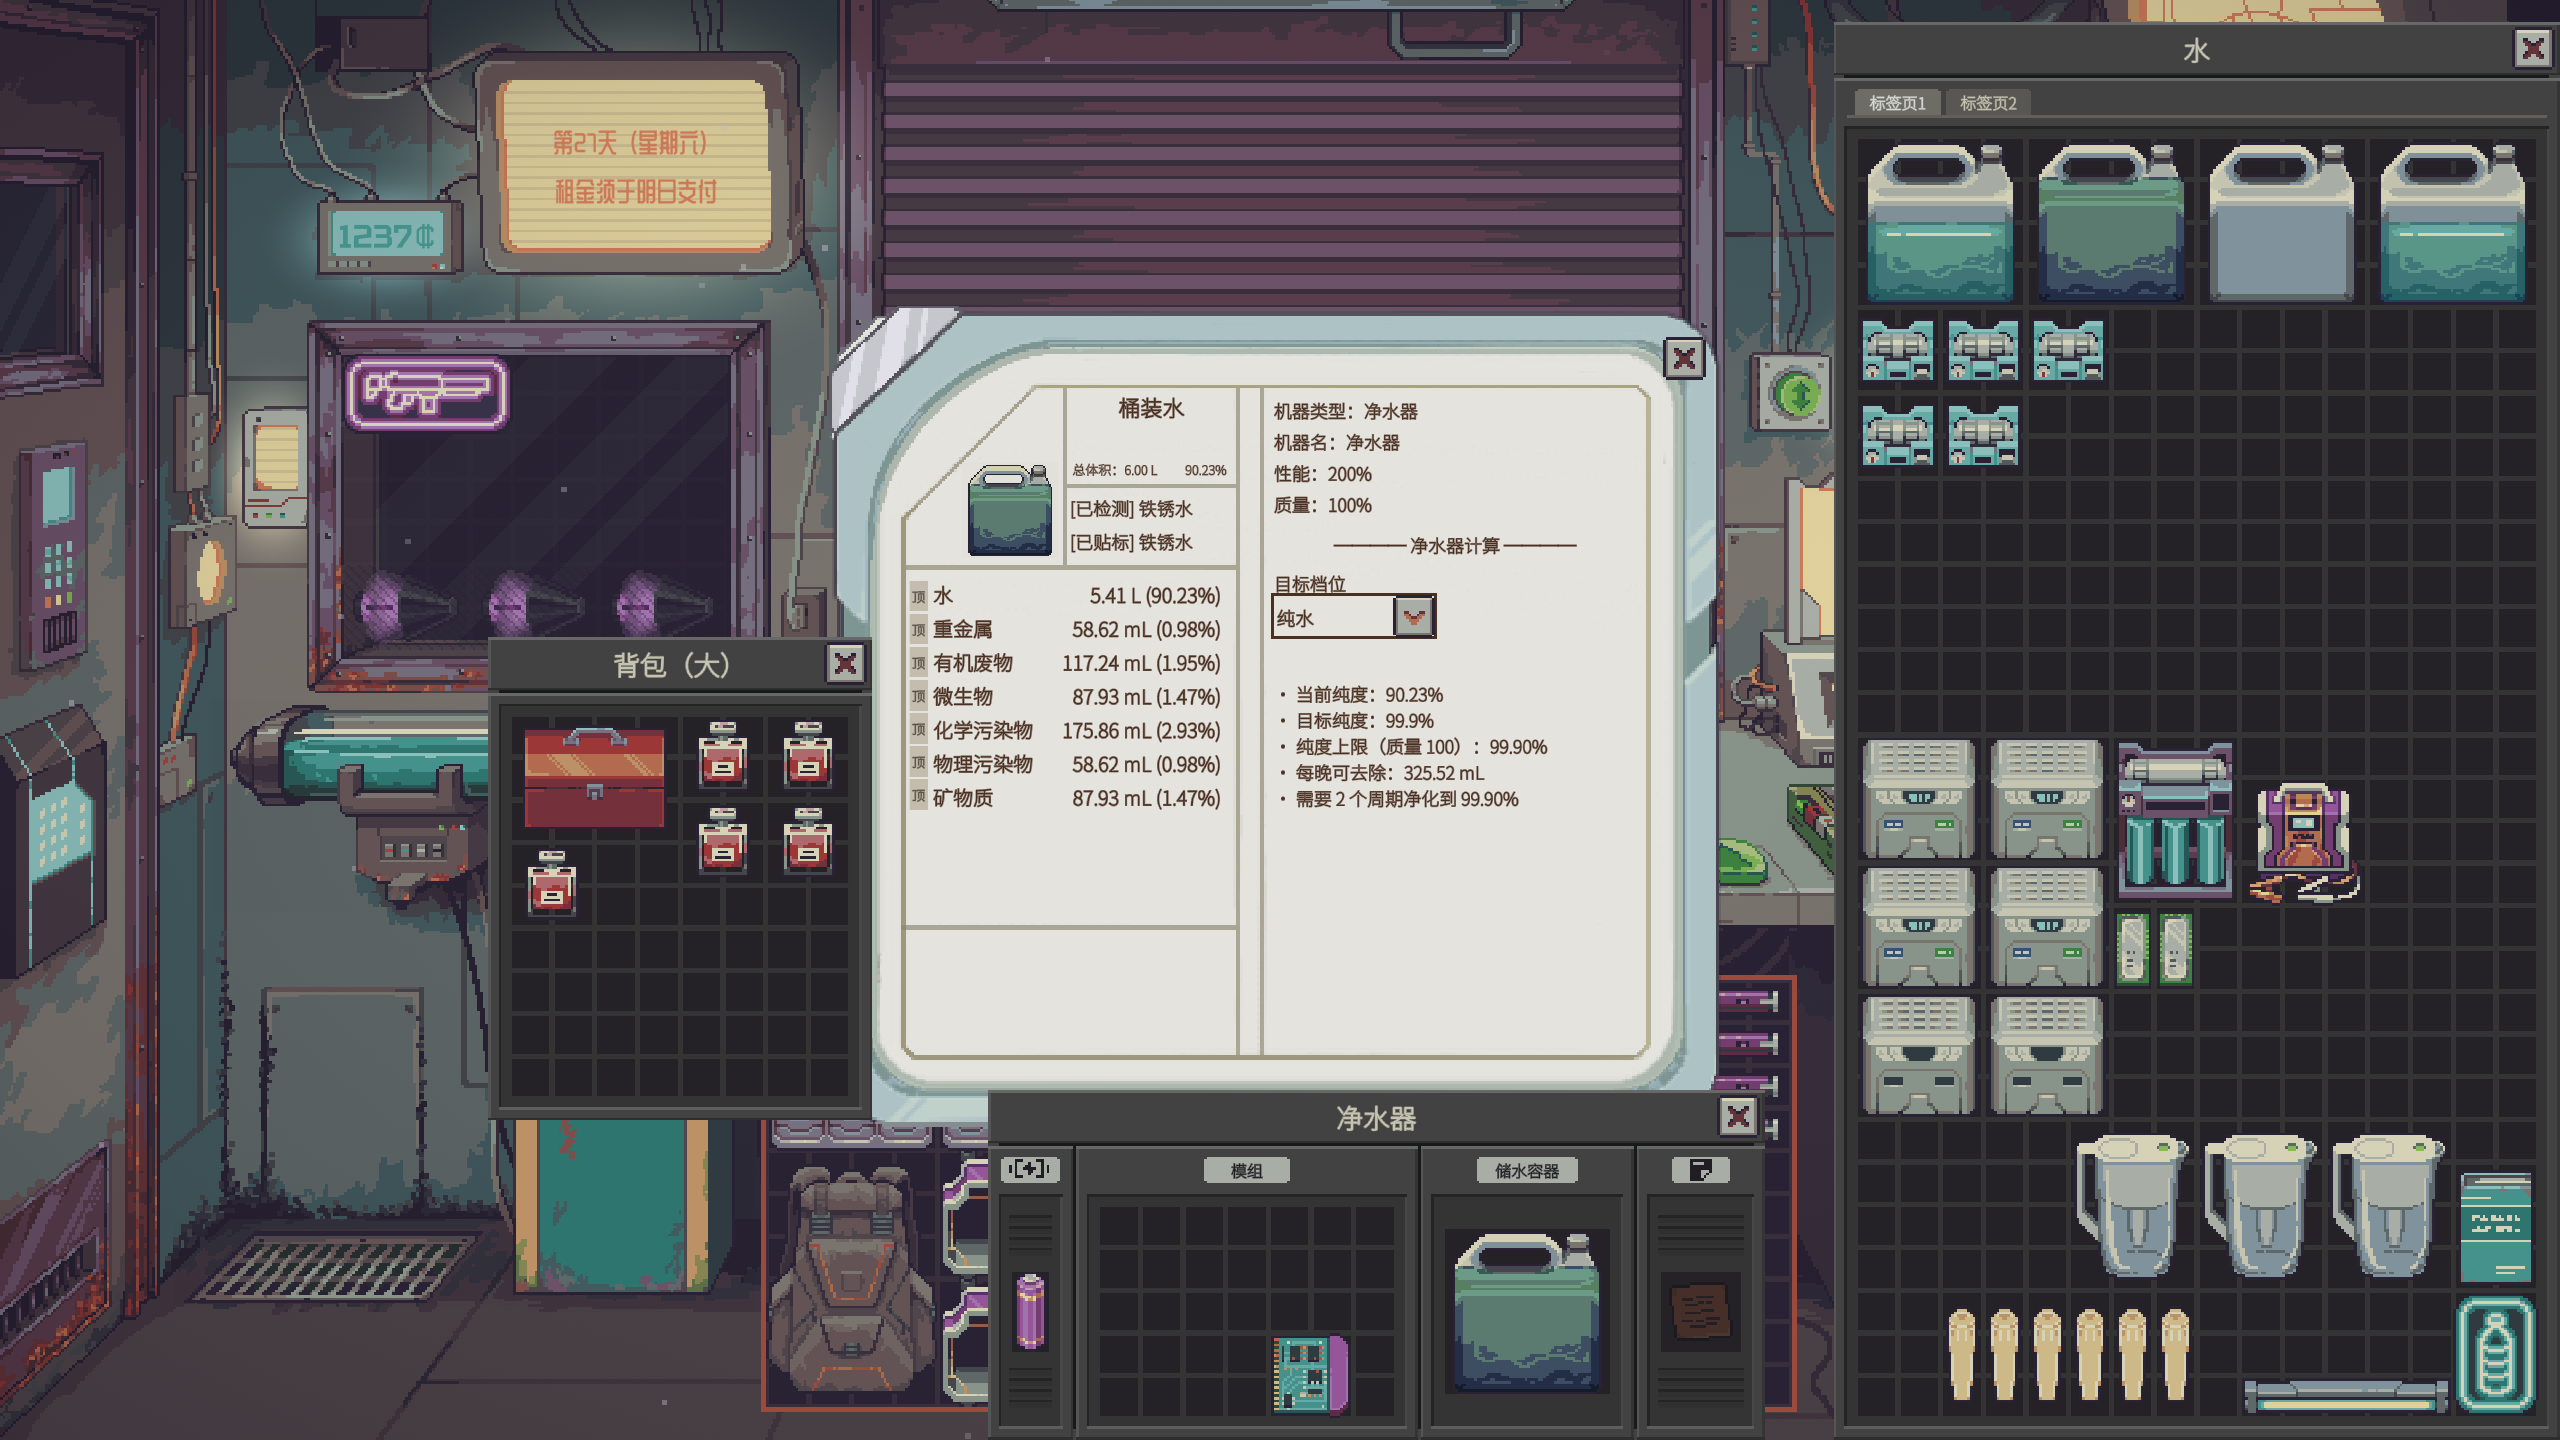 第27天（星期六）
租金须于明日支付
1237₵
水
标签页1
标签页2
桶装水
总体积：6.00 L 90.23%
[已检测] 铁锈水
[已贴标] 铁锈水
顶 水 5.41 L (90.23%)
顶 重金属 58.62 mL (0.98%)
顶 有机废物 117.24 mL (1.95%)
顶 微生物 87.93 mL (1.47%)
顶 化学污染物 175.86 mL (2.93%)
顶 物理污染物 58.62 mL (0.98%)
顶 矿物质 87.93 mL (1.47%)
机器类型：净水器
机器名：净水器
性能：200%
质量：100%
———— 净水器计算 ————
目标档位
纯水
• 当前纯度：90.23%
• 目标纯度：99.9%
• 纯度上限（质量 100）：99.90%
• 每晚可去除：325.52 mL
• 需要 2 个周期净化到 99.90%
背包（大）
净水器
模组
储水容器